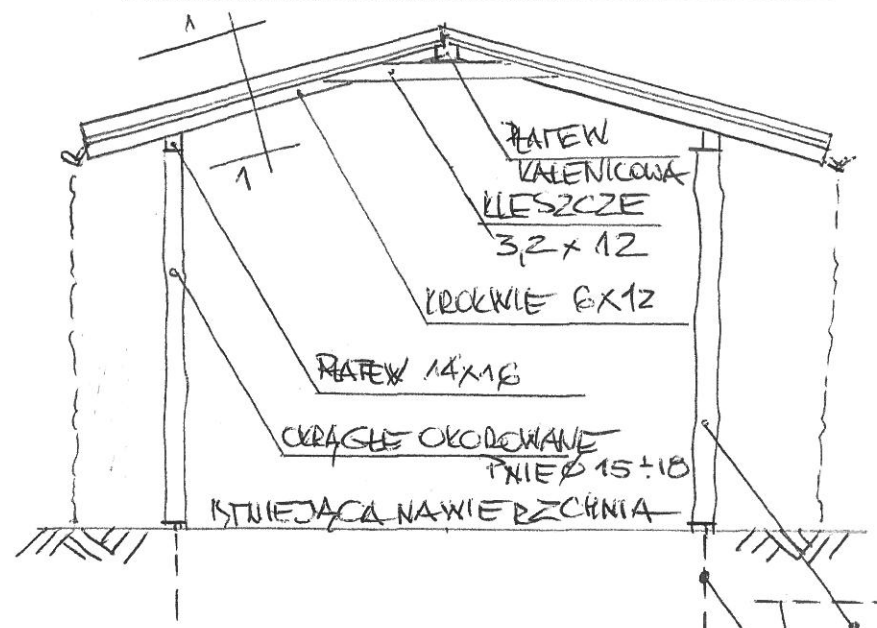 1
1
PŁATEW
KALENICOWA
KLESZCZE
3,2 x 12
KROKWIE 6x12
PŁATEW 14x16
OKRĄGŁE OKOROWANE
PNIE Ø 15÷18
ISTNIEJĄCA NAWIERZCHNIA